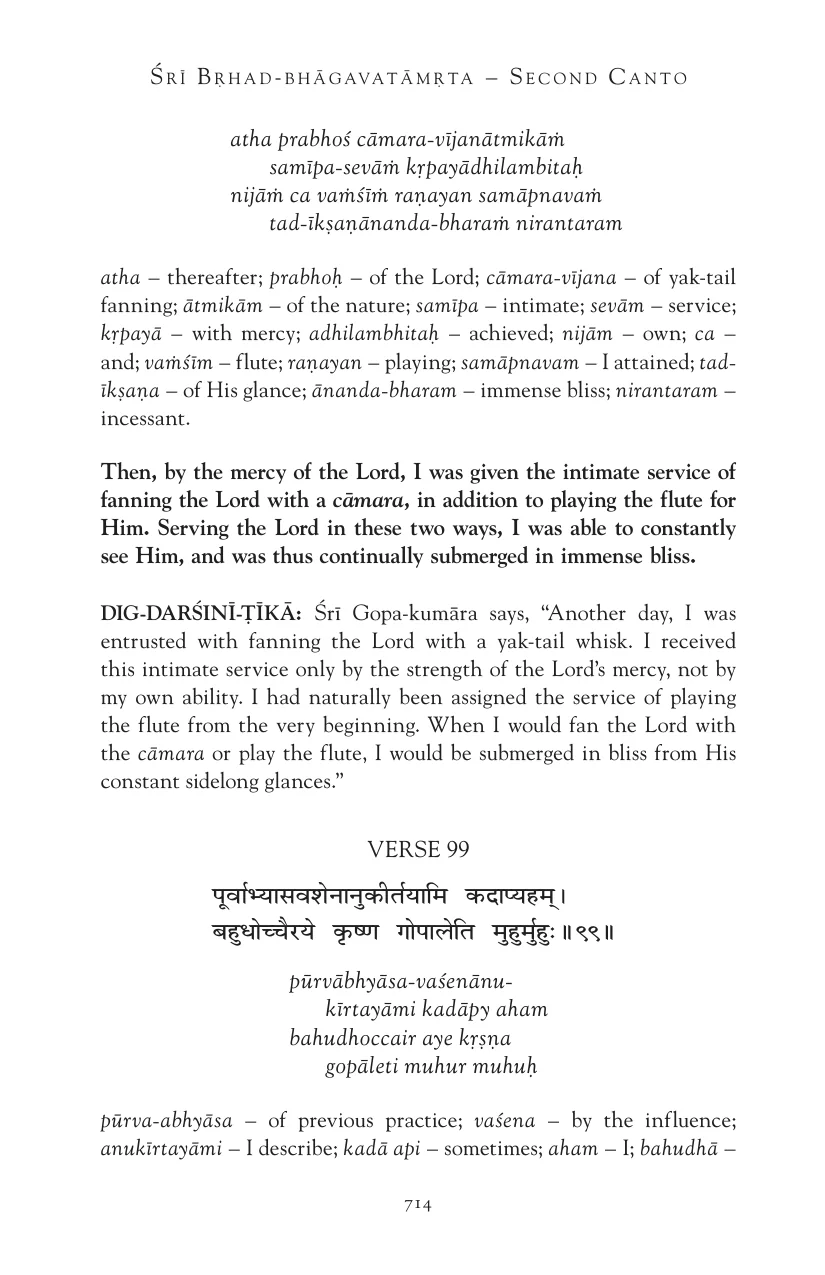 ŚRĪ BṚHAD-BHĀGAVATĀMṚTA – SECOND CANTO
atha prabhoś cāmara-vījanātmikāṁ
samīpa-sevāṁ kṛpayādhilambitaḥ
nijāṁ ca vaṁśīṁ raṇayan samāpnavaṁ
tad-īkṣaṇānanda-bharaṁ nirantaram
atha – thereafter; prabhoḥ – of the Lord; cāmara-vījana – of yak-tail
fanning; ātmikām – of the nature; samīpa – intimate; sevām – service;
kṛpayā – with mercy; adhilambhitaḥ – achieved; nijām – own; ca –
and; vaṁśīm – flute; raṇayan – playing; samāpnavam – I attained; tad-
īkṣaṇa – of His glance; ānanda-bharam – immense bliss; nirantaram –
incessant.
Then, by the mercy of the Lord, I was given the intimate service of
fanning the Lord with a cāmara, in addition to playing the flute for
Him. Serving the Lord in these two ways, I was able to constantly
see Him, and was thus continually submerged in immense bliss.
DIG-DARŚINĪ-ṬĪKĀ: Śrī Gopa-kumāra says, “Another day, I was
entrusted with fanning the Lord with a yak-tail whisk. I received
this intimate service only by the strength of the Lord’s mercy, not by
my own ability. I had naturally been assigned the service of playing
the flute from the very beginning. When I would fan the Lord with
the cāmara or play the flute, I would be submerged in bliss from His
constant sidelong glances.”
VERSE 99
पूर्वाभ्यासवशेनानुकीर्तयामि कदाप्यहम्।
बहुधोच्चैरये कृष्ण गोपालेति मुहुर्मुहुः॥९९॥
pūrvābhyāsa-vaśenānu-
kīrtayāmi kadāpy aham
bahudhoccair aye kṛṣṇa
gopāleti muhur muhuḥ
pūrva-abhyāsa – of previous practice; vaśena – by the influence;
anukīrtayāmi – I describe; kadā api – sometimes; aham – I; bahudhā –
714